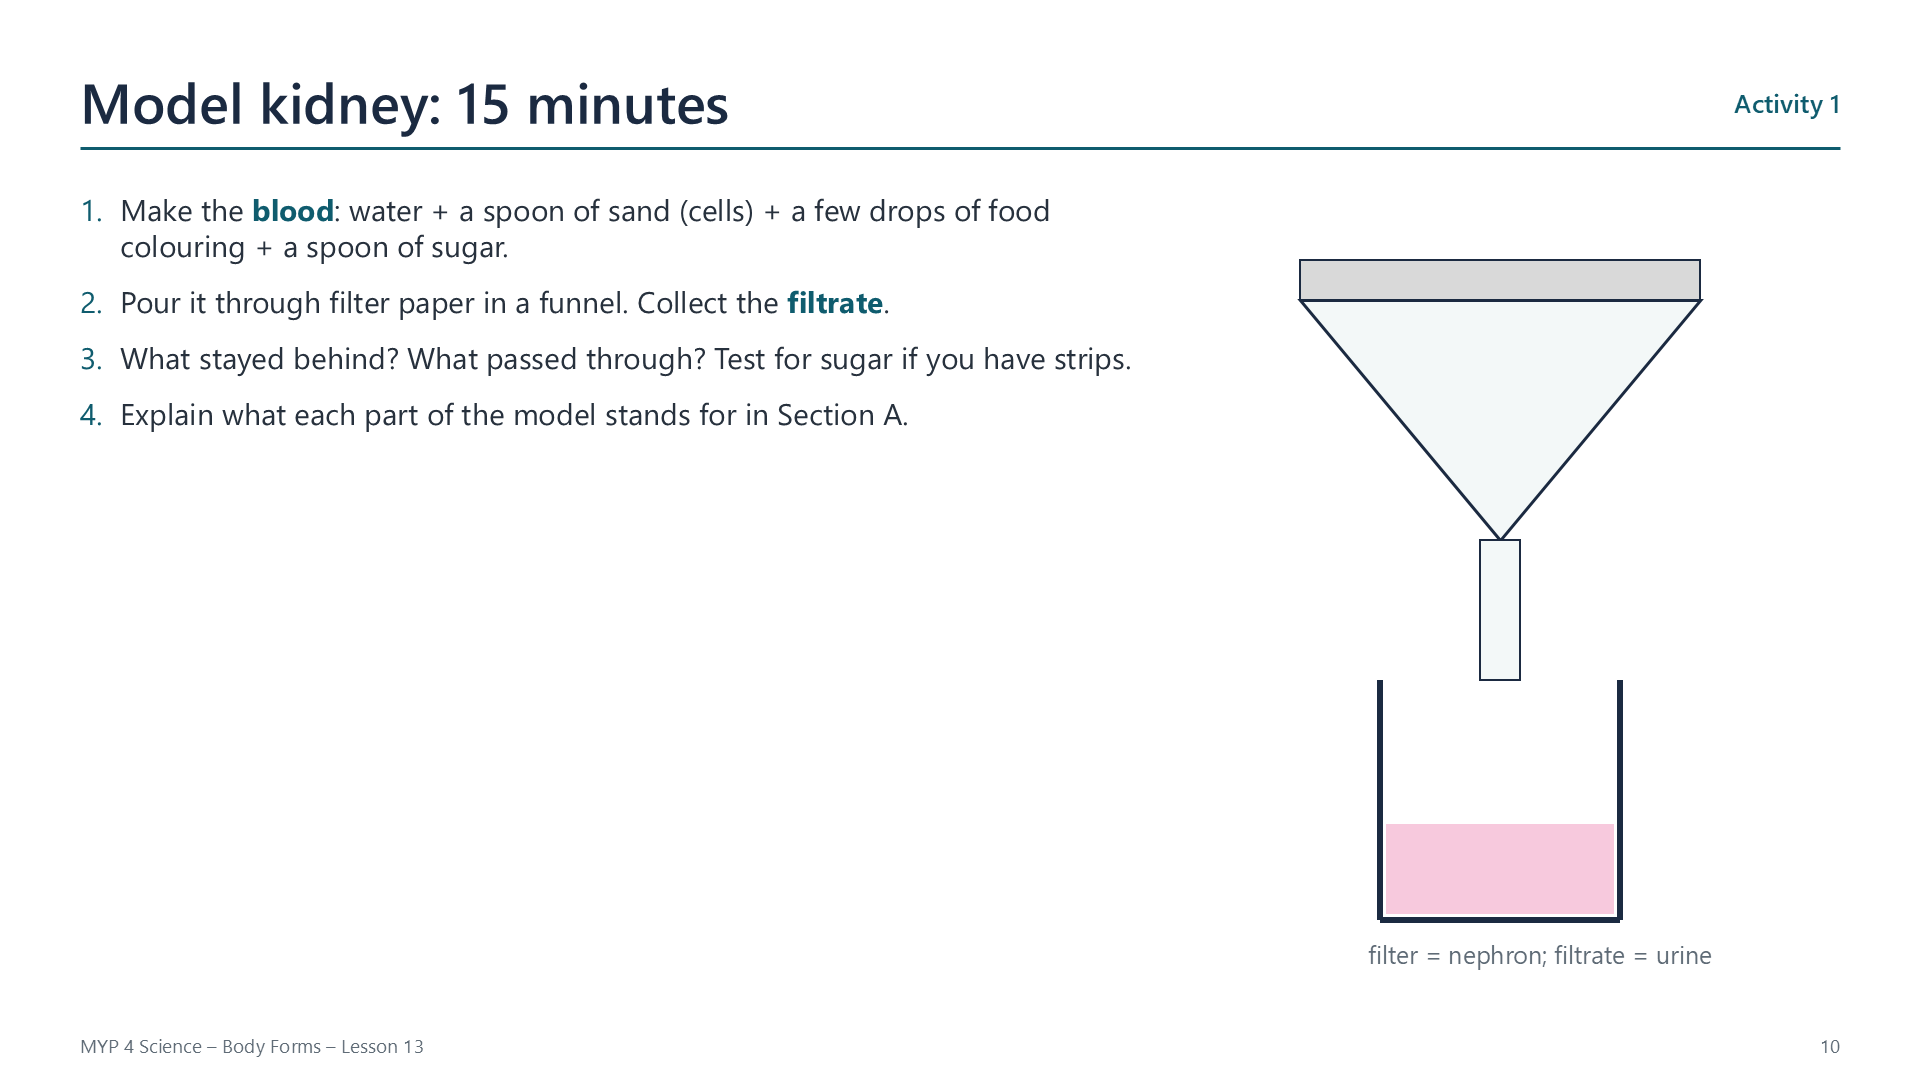 Model kidney: 15 minutes
Activity 1
1. Make the blood: water + a spoon of sand (cells) + a few drops of food
colouring + a spoon of sugar.
2. Pour it through filter paper in a funnel. Collect the filtrate.
3. What stayed behind? What passed through? Test for sugar if you have strips.
4. Explain what each part of the model stands for in Section A.
filter = nephron; filtrate = urine
MYP 4 Science – Body Forms – Lesson 13
10